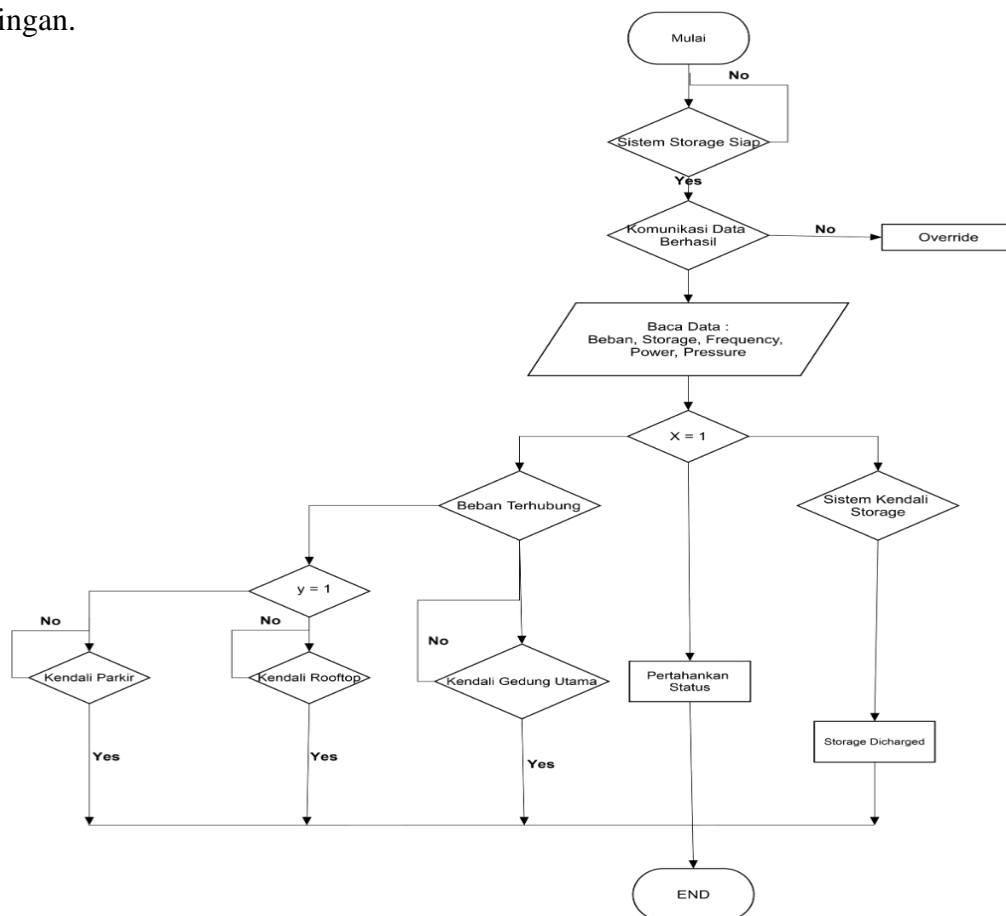 ingan.
Mulai
No
Sistem Storage Siap
Yes
Komunikasi Data
Berhasil
No
Override
Baca Data :
Beban, Storage, Frequency,
Power, Pressure
X = 1
Beban Terhubung
Sistem Kendali
Storage
y = 1
No
No
No
Kendali Parkir
Kendali Rooftop
Kendali Gedung Utama
Pertahankan
Status
Storage Dicharged
Yes
Yes
Yes
END